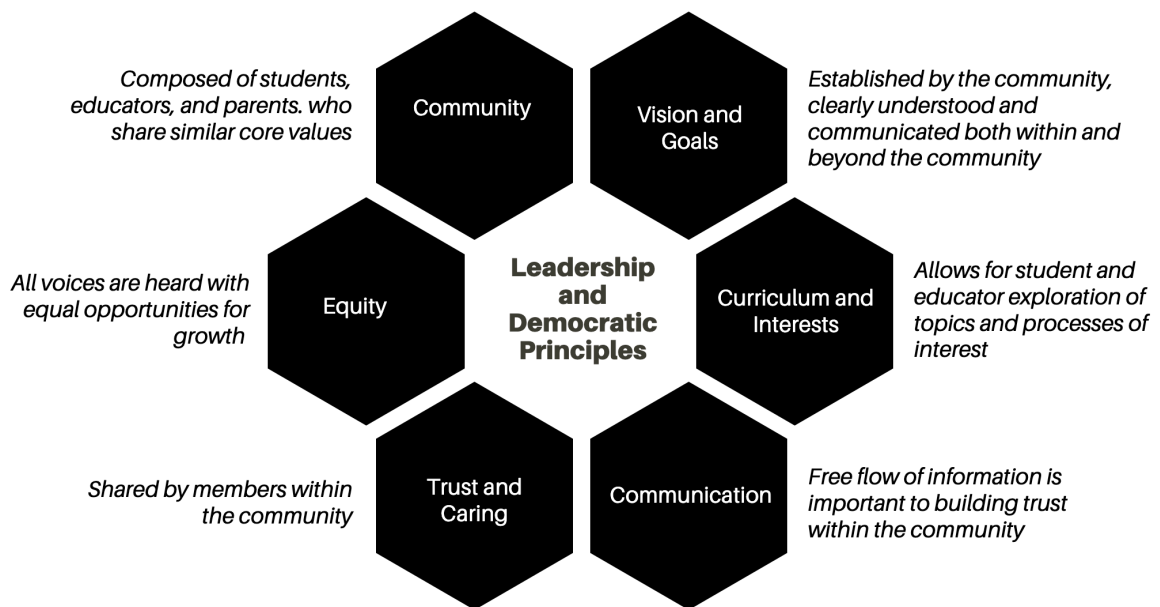 Composed of students,
educators, and parents. who
share similar core values
Community
Vision and
Goals
Established by the community,
clearly understood and
communicated both within and
beyond the community
All voices are heard with
equal opportunities for
growth
Equity
Leadership
and
Democratic
Principles
Curriculum and
Interests
Allows for student and
educator exploration of
topics and processes of
interest
Shared by members within
the community
Trust and
Caring
Communication
Free flow of information is
important to building trust
within the community